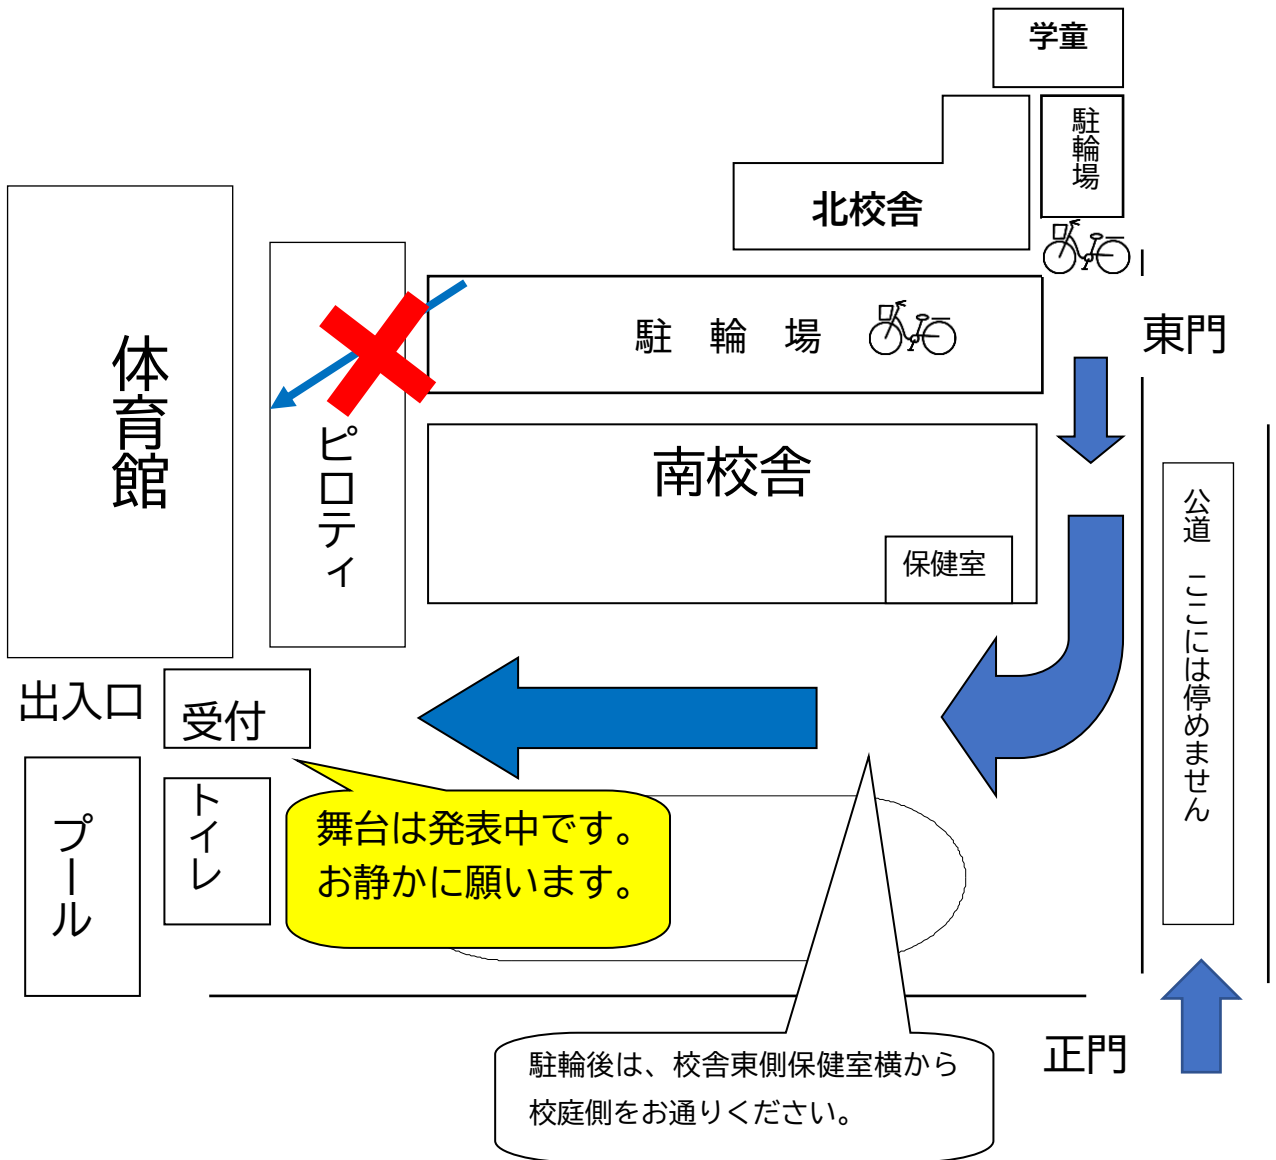 学童
駐輪場
北校舎
体育館
駐　輪　場
東門
ピロティ
南校舎
保健室
公道　ここには停めません
出入口
受付
プール
トイレ
舞台は発表中です。
お静かに願います。
正門
駐輪後は、校舎東側保健室横から
校庭側をお通りください。